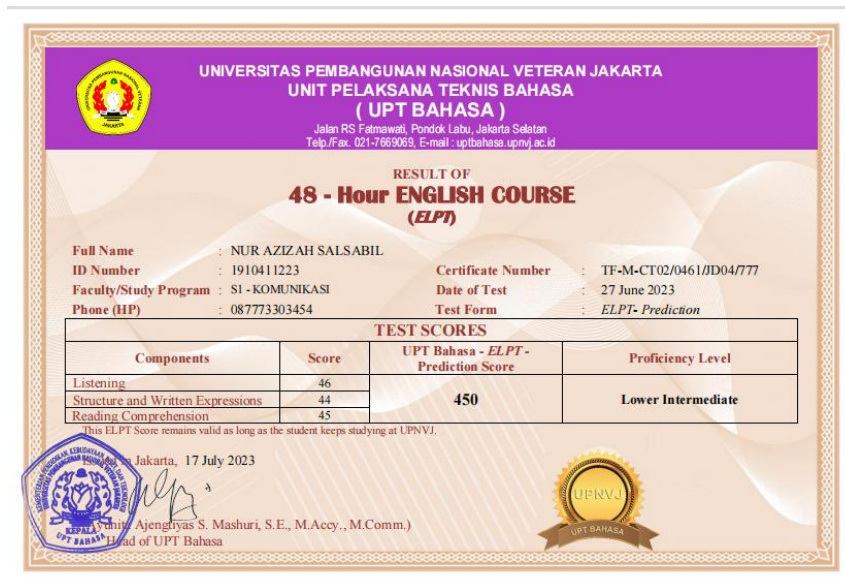 UNIVERSITAS PEMBANGUNAN NASIONAL VETERAN JAKARTA
UNIT PELAKSANA TEKNIS BAHASA
( UPT BAHASA )
Jalan RS Fatmawati, Pondok Labu, Jakarta Selatan
Telp./Fax. 021-7669069, E-mail : uptbahasa.upnvj.ac.id
RESULT OF
48 - Hour ENGLISH COURSE
(ELPT)
Full Name : NUR AZIZAH SALSABIL
ID Number : 1910411223 Certificate Number : TF-M-CT02/0461/JD04/777
Faculty/Study Program : S1 - KOMUNIKASI Date of Test : 27 June 2023
Phone (HP) : 087773303454 Test Form : ELPT- Prediction
TEST SCORES
Components Score UPT Bahasa - ELPT - Prediction Score Proficiency Level
Listening 46
Structure and Written Expressions 44 450 Lower Intermediate
Reading Comprehension 45
This ELPT Score remains valid as long as the student keeps studying at UPNVJ.
Jakarta, 17 July 2023
Ajengtyas S. Mashuri, S.E., M.Accy., M.Comm.)
Head of UPT Bahasa
KEPALA
UPT BAHASA
UPNVJ
UPT BAHASA